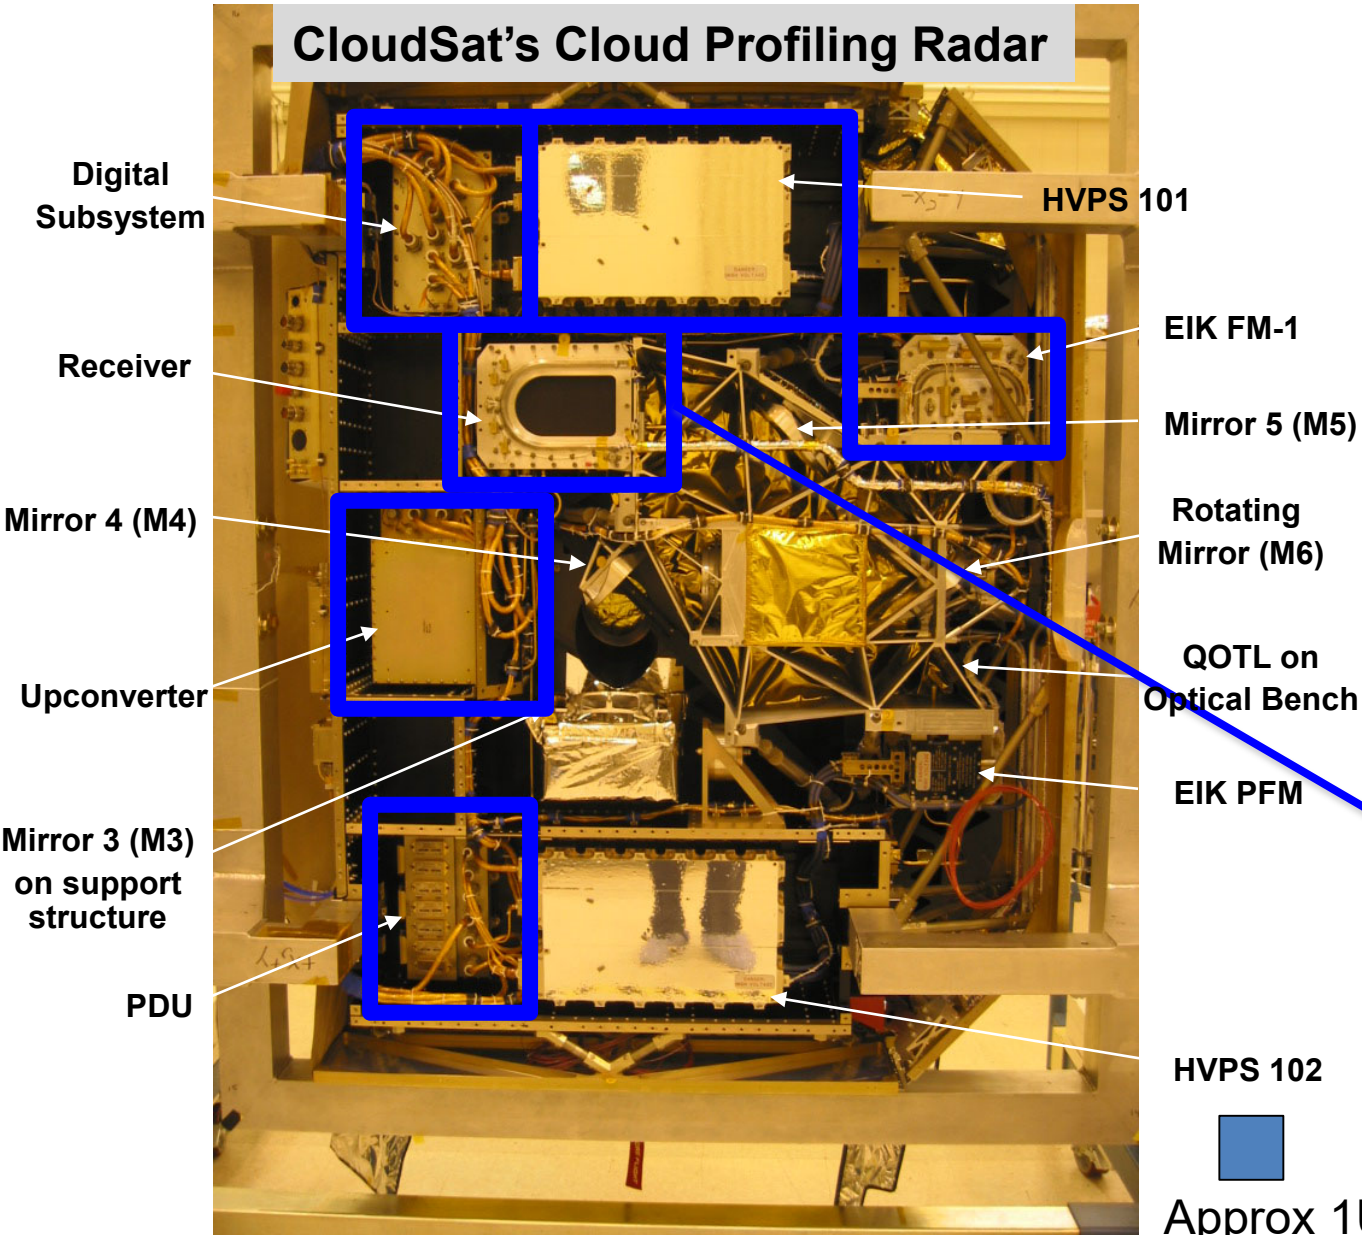 CloudSat's Cloud Profiling Radar
Digital
Subsystem
HVPS 101
EIK FM-1
Receiver
Mirror 5 (M5)
Mirror 4 (M4)
Rotating
Mirror (M6)
Upconverter
QOTL on
Optical Bench
EIK PFM
Mirror 3 (M3)
on support
structure
PDU
HVPS 102
Approx 1U
-X2-1